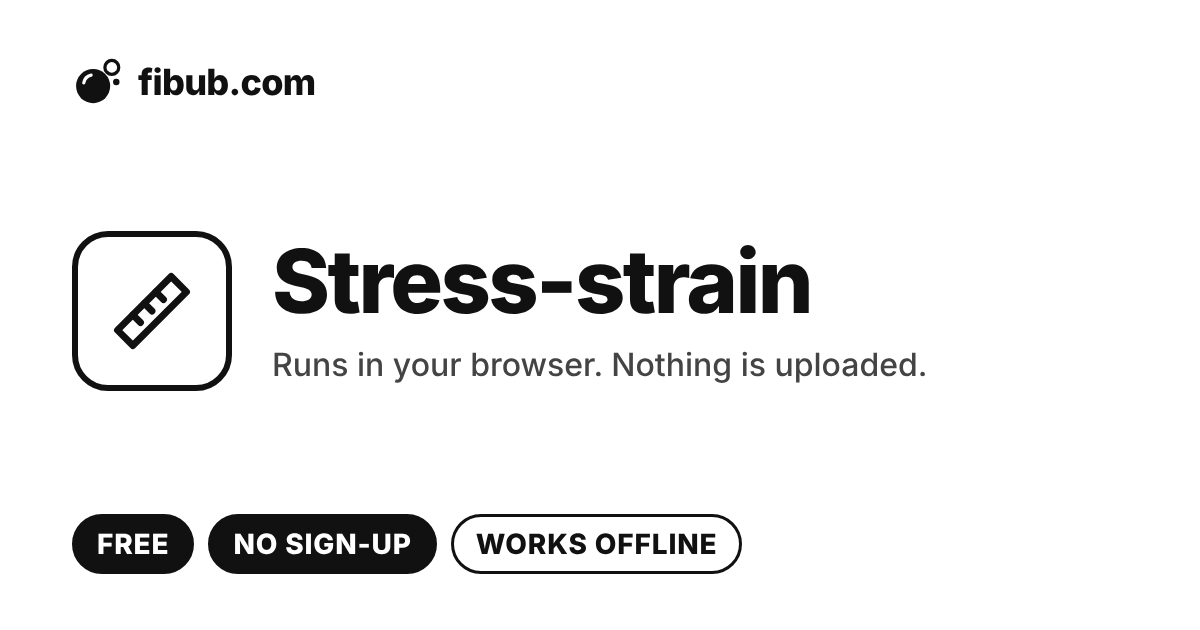 fibub.com
Stress-strain
Runs in your browser. Nothing is uploaded.
FREE
NO SIGN-UP
WORKS OFFLINE